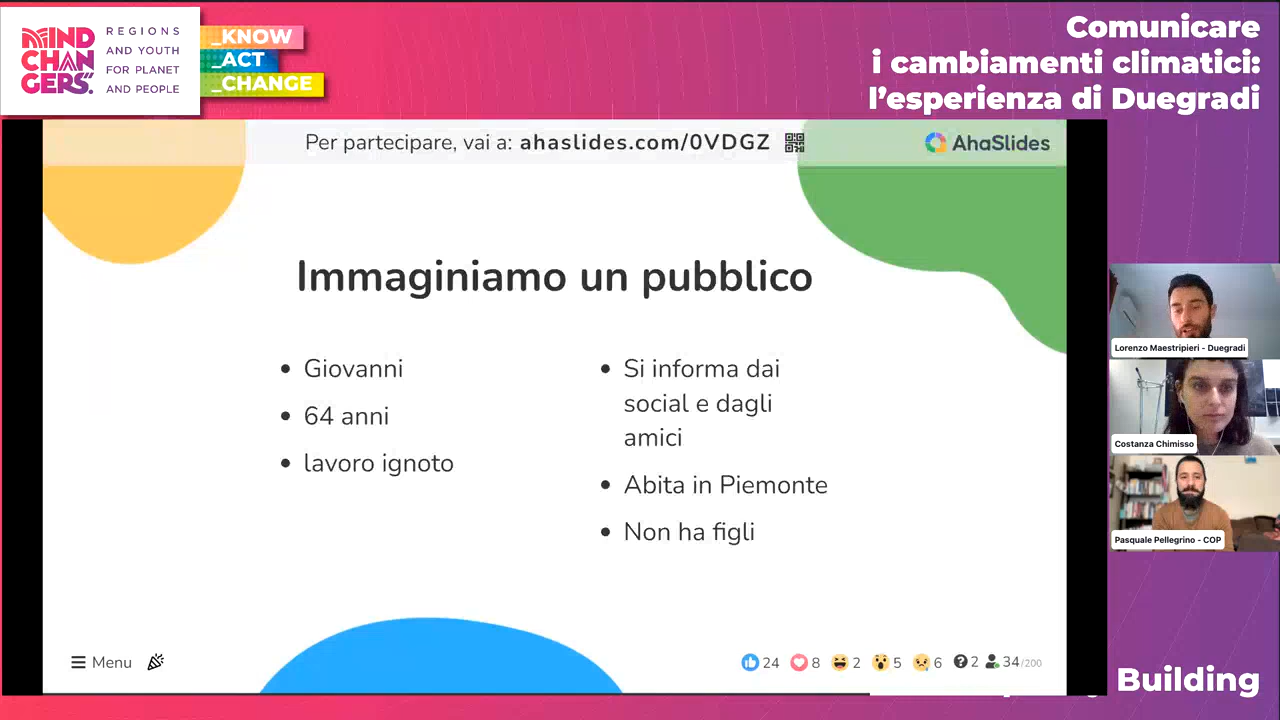 MIND
CHAN
GERS.
REGIONS
AND YOUTH
FOR PLANET
AND PEOPLE
_KNOW
_ACT
_CHANGE
Comunicare
i cambiamenti climatici:
l’esperienza di Duegradi
Per partecipare, vai a: ahaslides.com/0VDGZ
AhaSlides
Immaginiamo un pubblico
• Giovanni
• 64 anni
• lavoro ignoto
• Si informa dai
social e dagli
amici
• Abita in Piemonte
• Non ha figli
Lorenzo Maestripieri - Duegradi
Costanza Chimisso
Pasquale Pellegrino - COP
Menu
24 8 2 5 6 2 34/200
Building